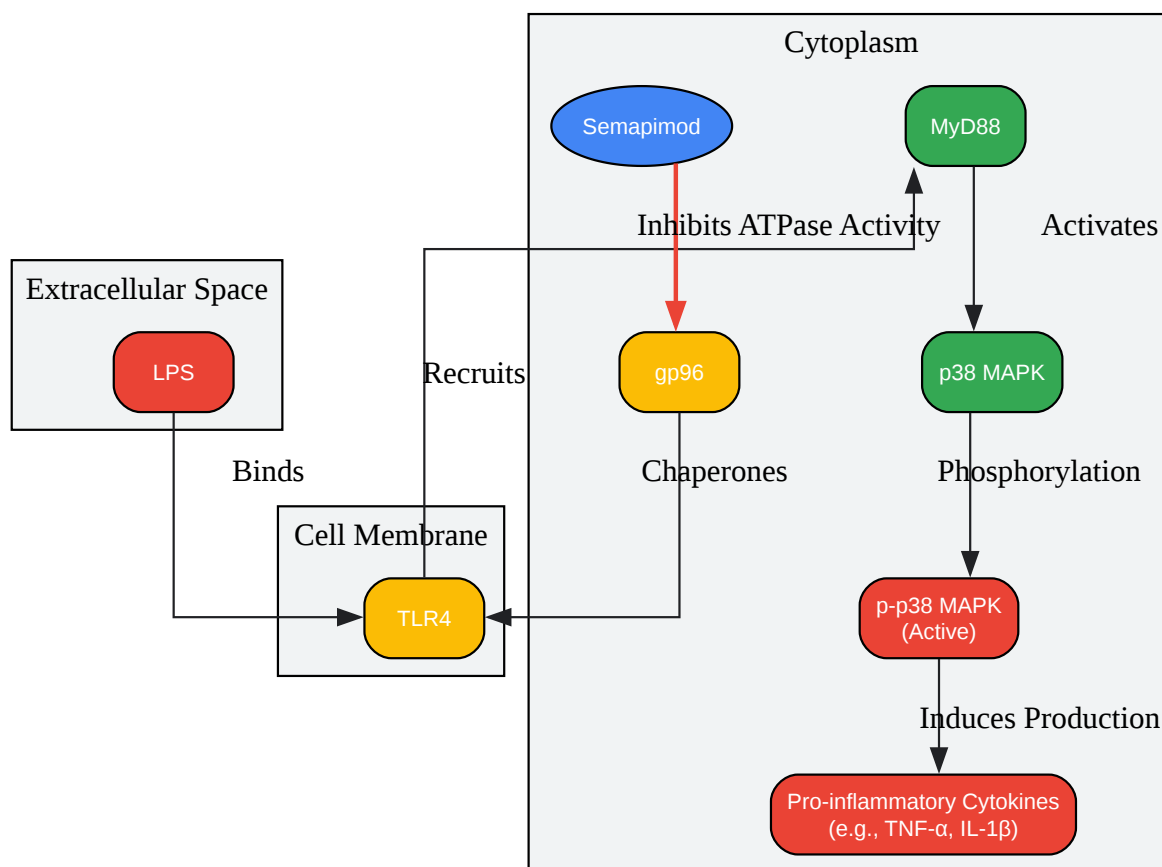 Cytoplasm
Semapimod
MyD88
Inhibits ATPase Activity
Activates
Extracellular Space
LPS
Recruits
gp96
p38 MAPK
Binds
Chaperones
Phosphorylation
Cell Membrane
TLR4
p-p38 MAPK
(Active)
Induces Production
Pro-inflammatory Cytokines
(e.g., TNF-α, IL-1β)